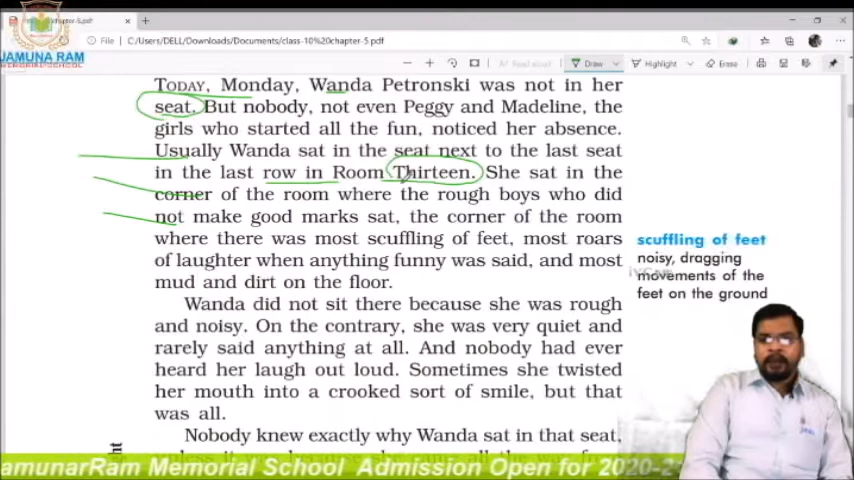 chapter-5.pdf
JAMUNA RAM
File | C:/Users/DELL/Downloads/Documents/class-10%20chapter-5.pdf
Read aloud Draw Highlight Erase
TODAY, Monday, Wanda Petronski was not in her
seat. But nobody, not even Peggy and Madeline, the
girls who started all the fun, noticed her absence.
Usually Wanda sat in the seat next to the last seat
in the last row in Room Thirteen. She sat in the
corner of the room where the rough boys who did
not make good marks sat, the corner of the room
where there was most scuffling of feet, most roars
of laughter when anything funny was said, and most
mud and dirt on the floor.
scuffling of feet
noisy, dragging
movements of the
feet on the ground
Wanda did not sit there because she was rough
and noisy. On the contrary, she was very quiet and
rarely said anything at all. And nobody had ever
heard her laugh out loud. Sometimes she twisted
her mouth into a crooked sort of smile, but that
was all.
Nobody knew exactly why Wanda sat in that seat,
JamunarRam Memorial School Admission Open for 2020-2